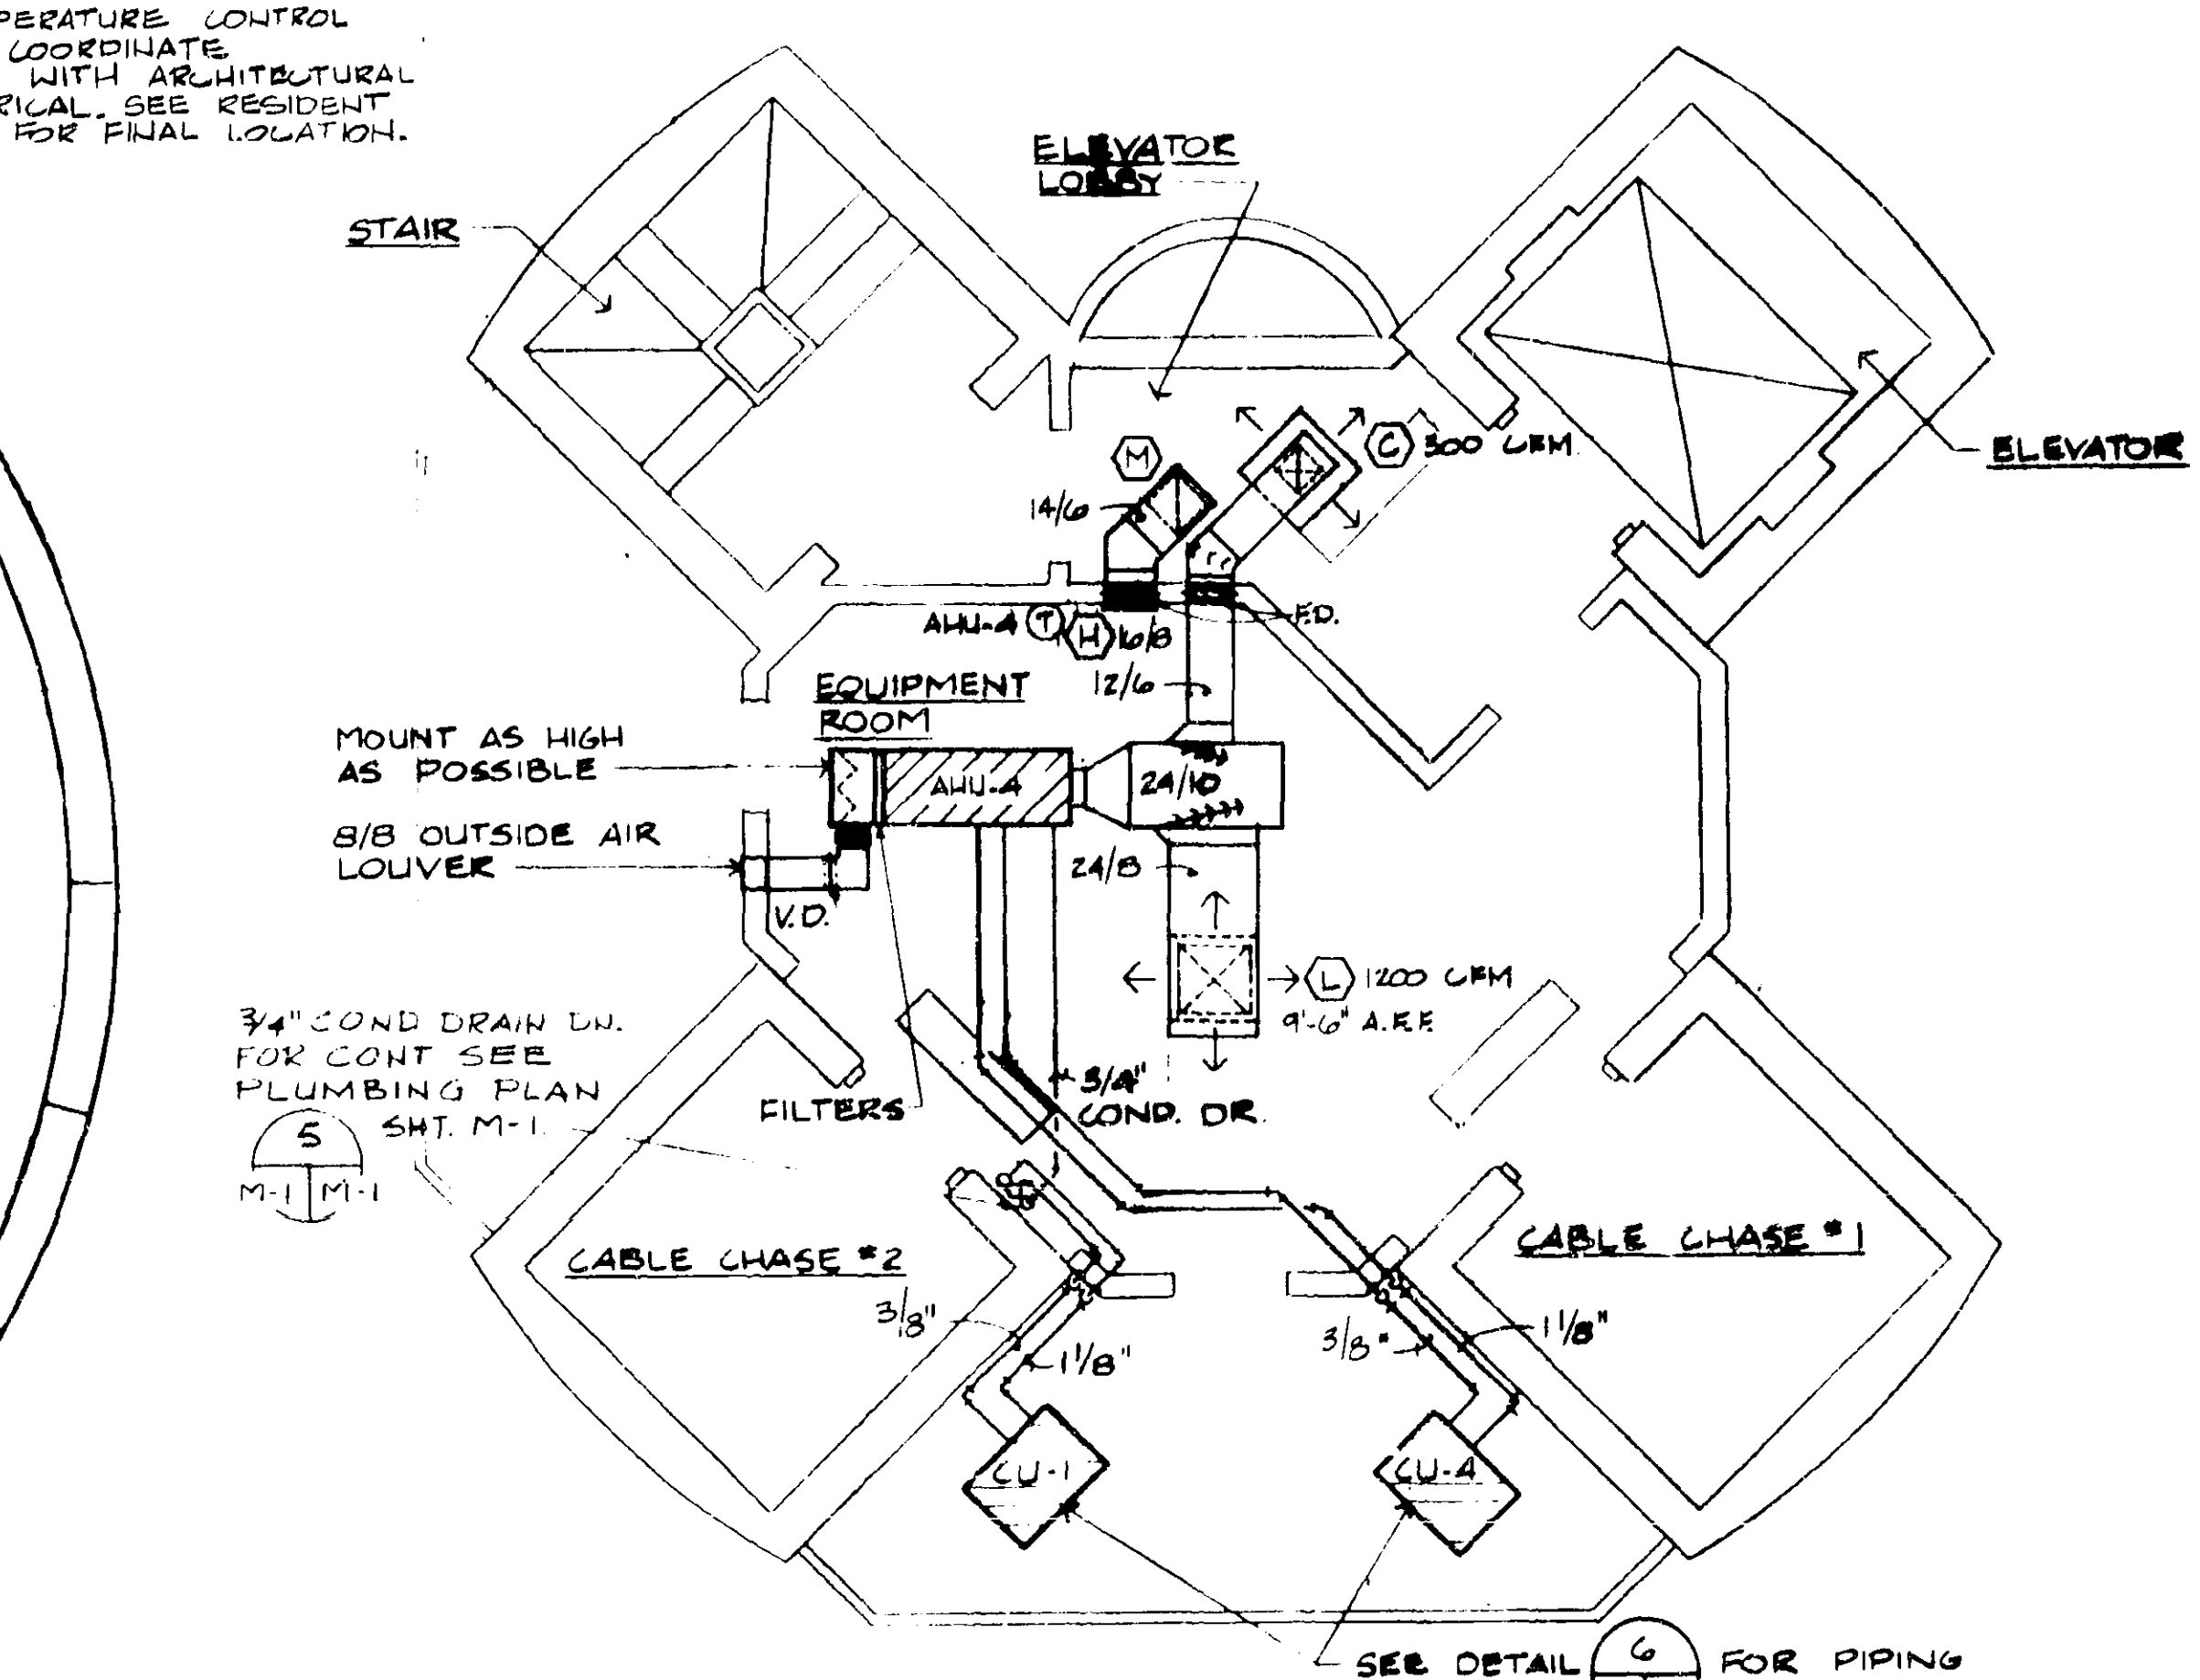 PERATURE CONTROL
COORDINATE
WITH ARCHITECTURAL
RICAL. SEE RESIDENT
FOR FINAL LOCATION.
ELEVATOR
LOBBY
STAIR
ELEVATOR
C 300 CFM
M
14/6
F.D.
AHU-4 T H 16/8
12/6
EQUIPMENT
ROOM
MOUNT AS HIGH
AS POSSIBLE
AHU-4
24/10
8/8 OUTSIDE AIR
LOUVER
24/8
V.D.
L 1200 CFM
9'-6" A.F.F.
3/4" COND DRAIN DN.
FOR CONT SEE
PLUMBING PLAN
SHT. M-1
5
M-1 M-1
FILTERS
3/4"
COND. DR.
CABLE CHASE #2
CABLE CHASE #1
3/8"
1 1/8"
3/8"
1 1/8"
CU-1
CU-4
SEE DETAIL 6 FOR PIPING